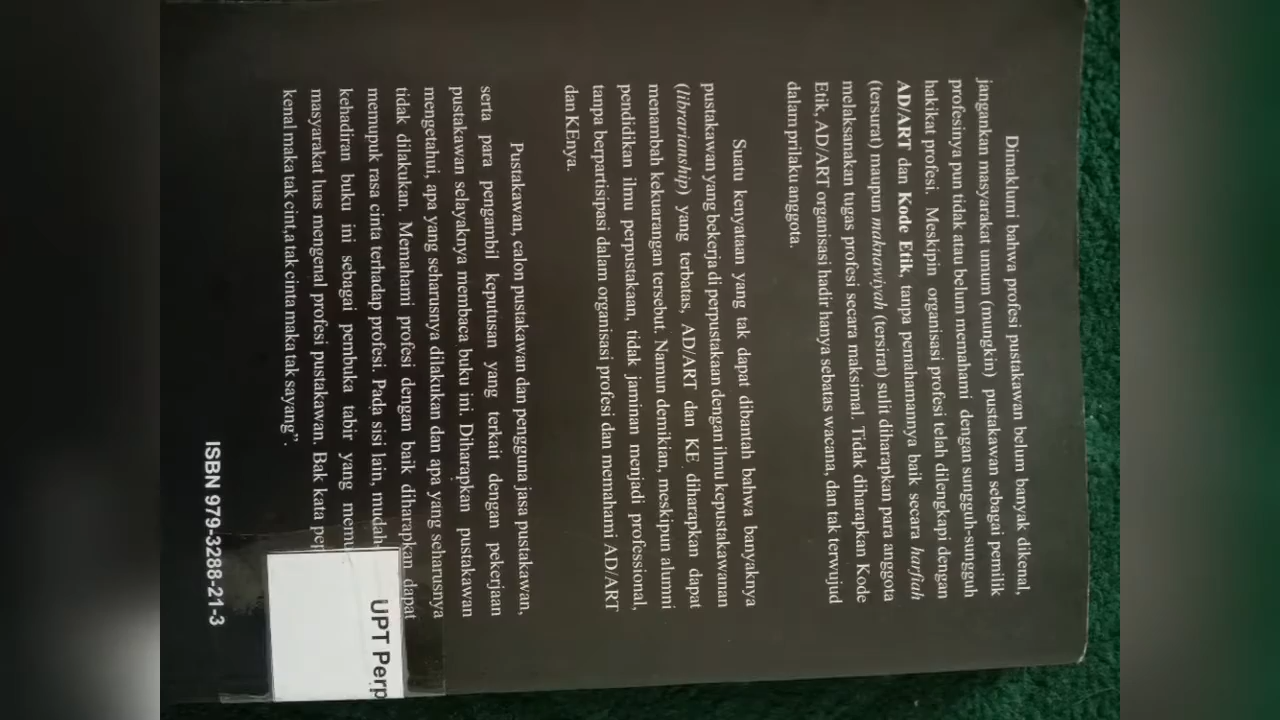 Dimaklumi bahwa profesi pustakawan belum banyak dikenal,
jangankan masyarakat umum (mungkin) pustakawan sebagai pemilik
profesinya pun tidak atau belum memahami dengan sungguh-sungguh
hakikat profesi. Meskipin organisasi profesi telah dilengkapi dengan
AD/ART dan Kode Etik, tanpa pemahamannya baik secara harfiah
(tersurat) maupun maknawiyah (tersirat) sulit diharapkan para anggota
melaksanakan tugas profesi secara maksimal. Tidak diharapkan Kode
Etik, AD/ART organisasi hadir hanya sebatas wacana, dan tak terwujud
dalam prilaku anggota.
Suatu kenyataan yang tak dapat dibantah bahwa banyaknya
pustakawan yang bekerja di perpustakaan dengan ilmu kepustakawanan
(librarianship) yang terbatas, AD/ART dan KE diharapkan dapat
menambah kekuarangan tersebut. Namun demikian, meskipun alumni
pendidikan ilmu perpustakaan, tidak jaminan menjadi professional,
tanpa berpartisipasi dalam organisasi profesi dan memahami AD/ART
dan KEnya.
Pustakawan, calon pustakawan dan pengguna jasa pustakawan,
serta para pengambil keputusan yang terkait dengan pekerjaan
pustakawan selayaknya membaca buku ini. Diharapkan pustakawan
mengetahui, apa yang seharusnya dilakukan dan apa yang seharusnya
tidak dilakukan. Memahami profesi dengan baik diharapkan dapat
memupuk rasa cinta terhadap profesi. Pada sisi lain, mudah
kehadiran buku ini sebagai pembuka tabir yang memu
masyarakat luas mengenal profesi pustakawan. Bak kata pep
kenal maka tak cint,a tak cinta maka tak sayang”.
ISBN 979-3288-21-3
UPT Perp